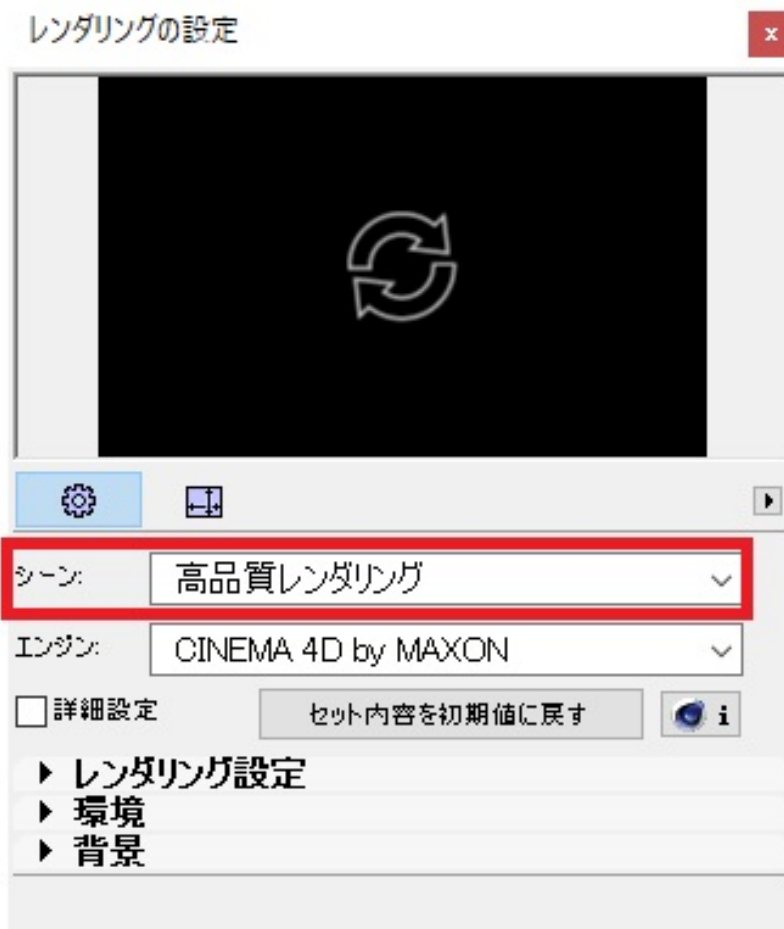 レンダリングの設定
x
シーン: 高品質レンダリング
エンジン: CINEMA 4D by MAXON
詳細設定 セット内容を初期値に戻す i
レンダリング設定
環境
背景